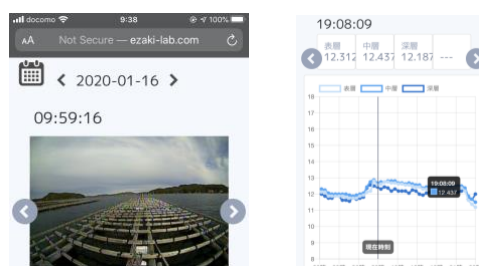 docomo 9:38 100%
AA Not Secure — ezaki-lab.com
2020-01-16
09:59:16
19:08:09
表層 中層 深層
12.312 12.437 12.187 ---
表層 中層 深層
18
17
16
15
14
13
12
11
10
9
8
19:08:09
12.437
現在時刻